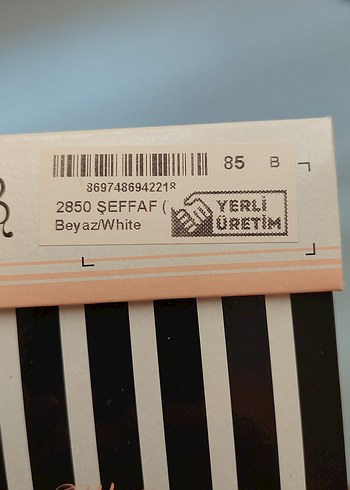 85 B
8697486942218
2850 ŞEFFAF (
Beyaz/White
YERLİ
ÜRETİM